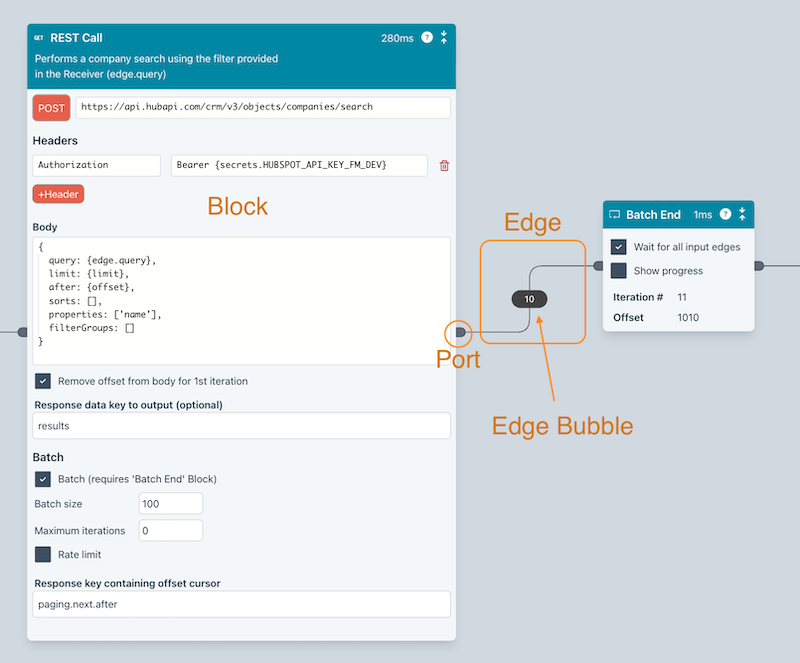 GET REST Call 280ms ?
Performs a company search using the filter provided
in the Receiver (edge.query)
POST https://api.hubapi.com/crm/v3/objects/companies/search
Headers
Authorization Bearer {secrets.HUBSPOT_API_KEY_FM_DEV}
+Header
Block
Body
{
query: {edge.query},
limit: {limit},
after: {offset},
sorts: [],
properties: ['name'],
filterGroups: []
}
Remove offset from body for 1st iteration
Response data key to output (optional)
results
Batch
Batch (requires 'Batch End' Block)
Batch size 100
Maximum iterations 0
Rate limit
Response key containing offset cursor
paging.next.after
Port
Edge
10
Edge Bubble
Batch End 1ms ?
Wait for all input edges
Show progress
Iteration # 11
Offset 1010